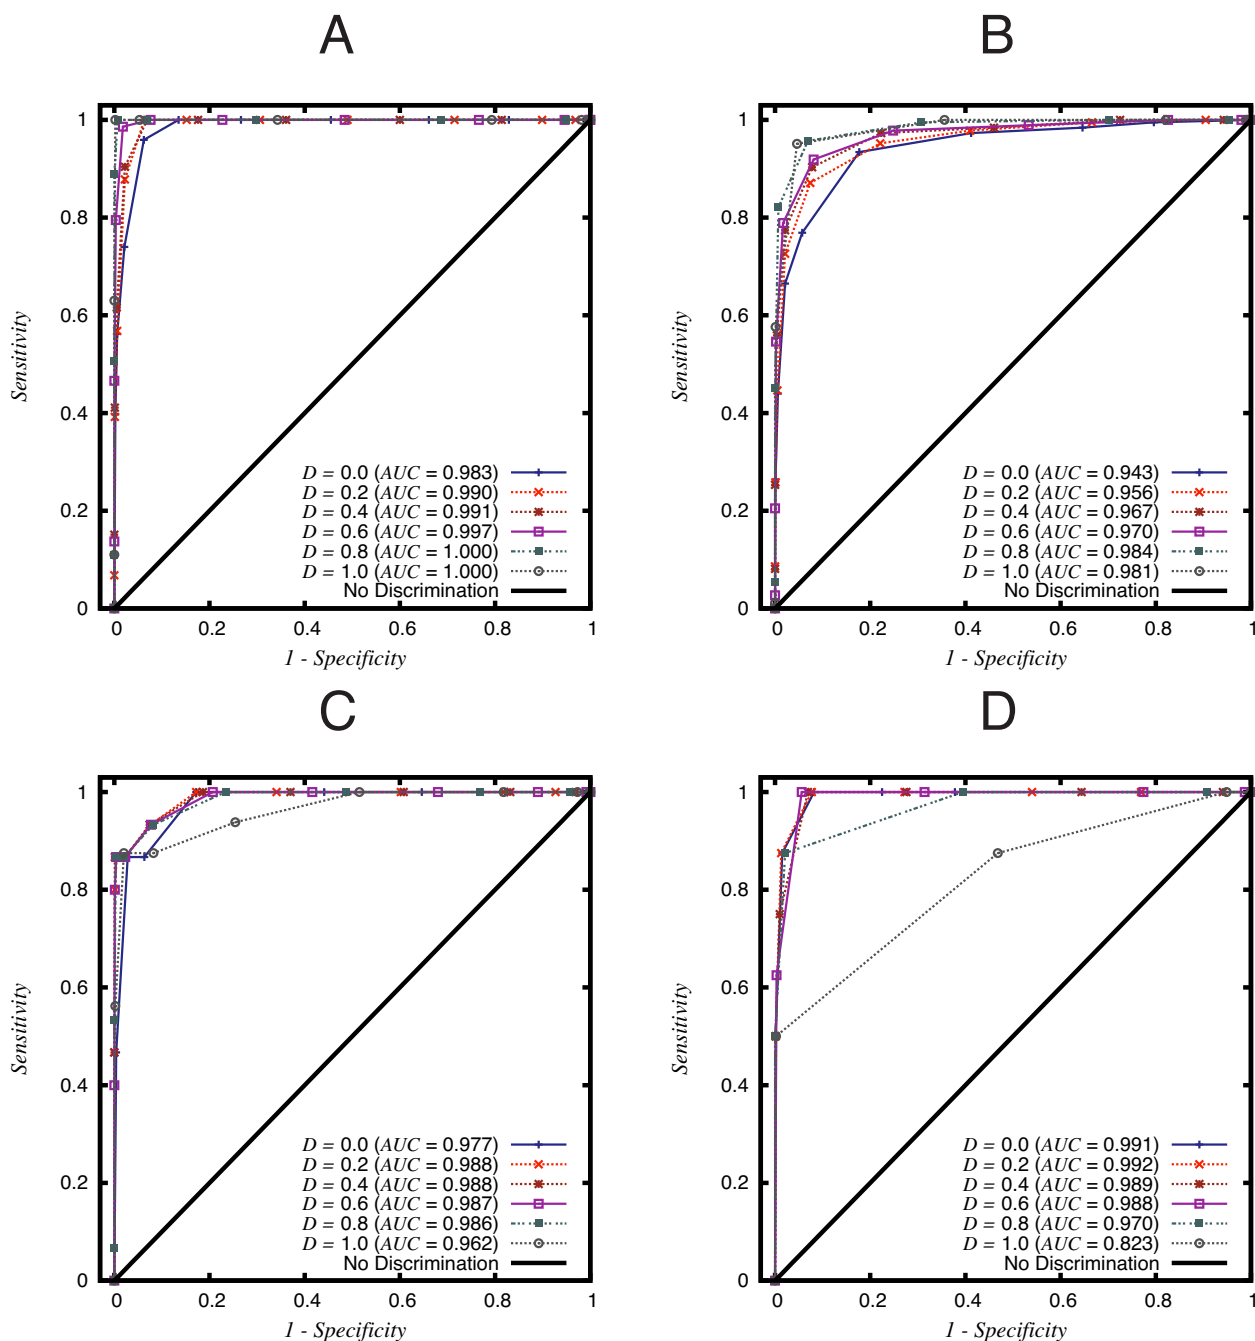 A
1
0.8
0.6
0.4
0.2
0
Sensitivity
D = 0.0 (AUC = 0.983)
D = 0.2 (AUC = 0.990)
D = 0.4 (AUC = 0.991)
D = 0.6 (AUC = 0.997)
D = 0.8 (AUC = 1.000)
D = 1.0 (AUC = 1.000)
No Discrimination
0 0.2 0.4 0.6 0.8 1
1 - Specificity
B
1
0.8
0.6
0.4
0.2
0
Sensitivity
D = 0.0 (AUC = 0.943)
D = 0.2 (AUC = 0.956)
D = 0.4 (AUC = 0.967)
D = 0.6 (AUC = 0.970)
D = 0.8 (AUC = 0.984)
D = 1.0 (AUC = 0.981)
No Discrimination
0 0.2 0.4 0.6 0.8 1
1 - Specificity
C
1
0.8
0.6
0.4
0.2
0
Sensitivity
D = 0.0 (AUC = 0.977)
D = 0.2 (AUC = 0.988)
D = 0.4 (AUC = 0.988)
D = 0.6 (AUC = 0.987)
D = 0.8 (AUC = 0.986)
D = 1.0 (AUC = 0.962)
No Discrimination
0 0.2 0.4 0.6 0.8 1
1 - Specificity
D
1
0.8
0.6
0.4
0.2
0
Sensitivity
D = 0.0 (AUC = 0.991)
D = 0.2 (AUC = 0.992)
D = 0.4 (AUC = 0.989)
D = 0.6 (AUC = 0.988)
D = 0.8 (AUC = 0.970)
D = 1.0 (AUC = 0.823)
No Discrimination
0 0.2 0.4 0.6 0.8 1
1 - Specificity